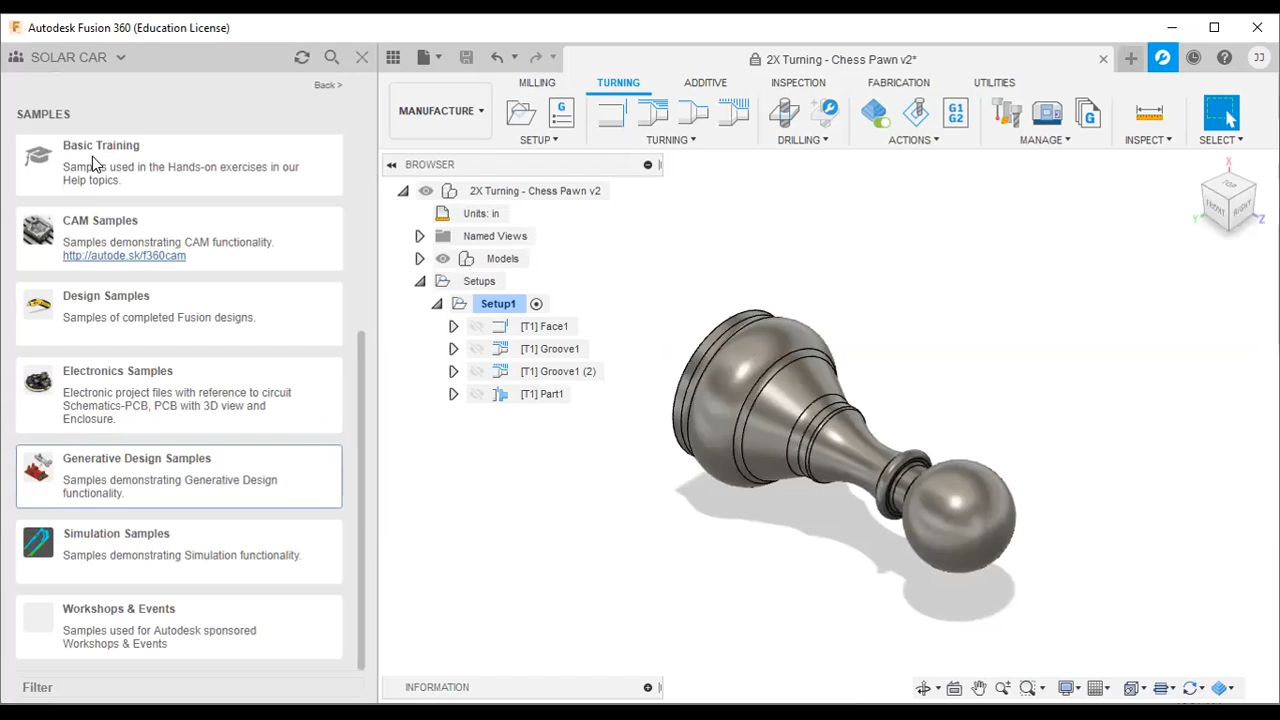 Autodesk Fusion 360 (Education License)
SOLAR CAR
2X Turning - Chess Pawn v2*
JJ
Back >
SAMPLES
Basic Training
Samples used in the Hands-on exercises in our
Help topics.
CAM Samples
Samples demonstrating CAM functionality.
http://autode.sk/f360cam
Design Samples
Samples of completed Fusion designs.
Electronics Samples
Electronic project files with reference to circuit
Schematics-PCB, PCB with 3D view and
Enclosure.
Generative Design Samples
Samples demonstrating Generative Design
functionality.
Simulation Samples
Samples demonstrating Simulation functionality.
Workshops & Events
Samples used for Autodesk sponsored
Workshops & Events
Filter
MILLING TURNING ADDITIVE INSPECTION FABRICATION UTILITIES
MANUFACTURE
G
G1
G2
G
SETUP TURNING DRILLING ACTIONS MANAGE INSPECT SELECT
BROWSER
2X Turning - Chess Pawn v2
Units: in
Named Views
Models
Setups
Setup1
[T1] Face1
[T1] Groove1
[T1] Groove1 (2)
[T1] Part1
X
TOP
FRONT
RIGHT
Y
Z
INFORMATION